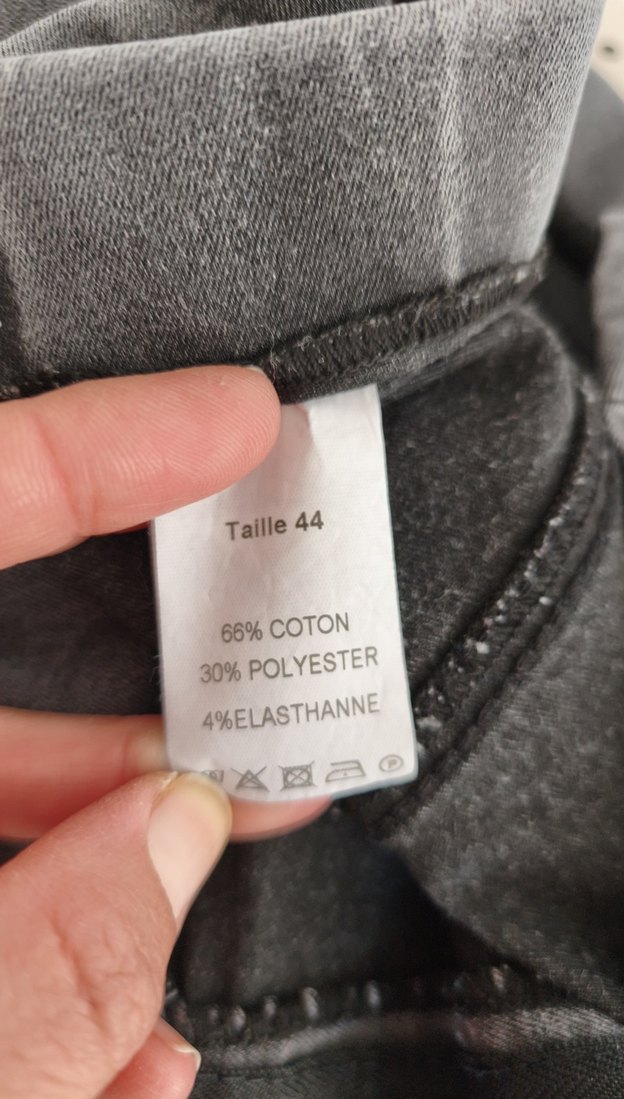 Taille 44
66% COTON
30% POLYESTER
4%ELASTHANNE
P